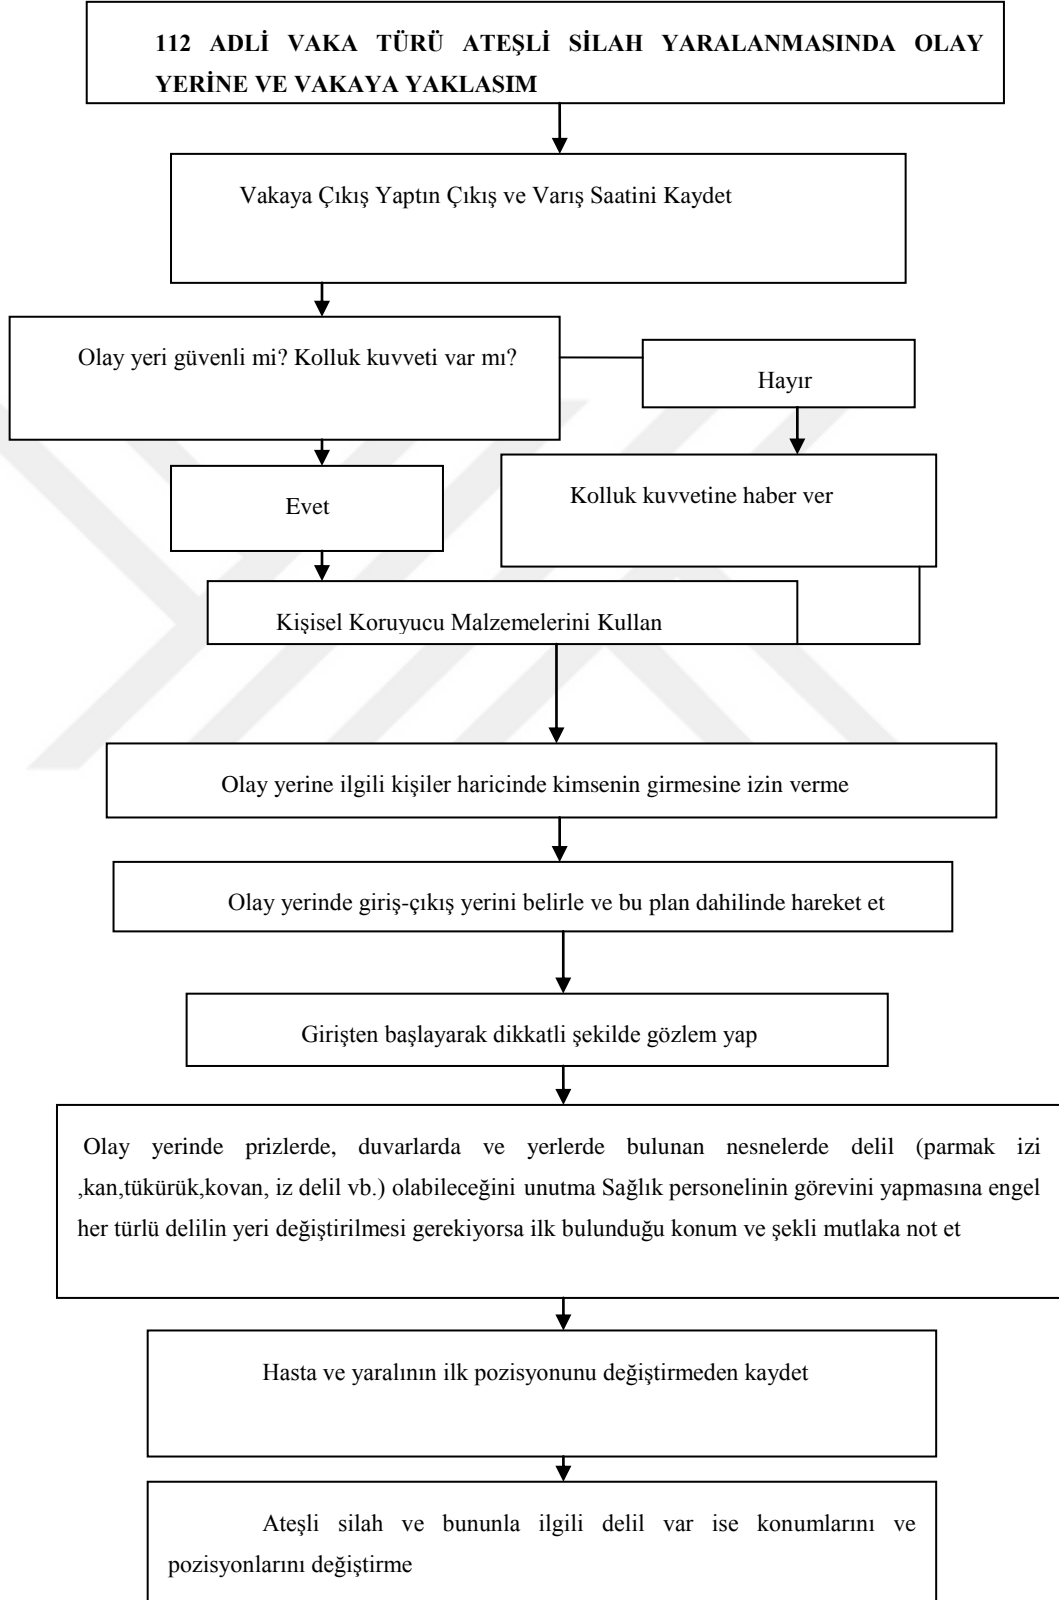 112 ADLİ VAKA TÜRÜ ATEŞLİ SİLAH YARALANMASINDA OLAY
YERİNE VE VAKAYA YAKLASIM
Vakaya Çıkış Yaptın Çıkış ve Varış Saatini Kaydet
Olay yeri güvenli mi? Kolluk kuvveti var mı?
Hayır
Evet
Kolluk kuvvetine haber ver
Kişisel Koruyucu Malzemelerini Kullan
Olay yerine ilgili kişiler haricinde kimsenin girmesine izin verme
Olay yerinde giriş-çıkış yerini belirle ve bu plan dahilinde hareket et
Girişten başlayarak dikkatli şekilde gözlem yap
Olay yerinde prizlerde, duvarlarda ve yerlerde bulunan nesnelerde delil (parmak izi
,kan,tükürük,kovan, iz delil vb.) olabileceğini unutma Sağlık personelinin görevini yapmasına engel
her türlü delilin yeri değiştirilmesi gerekiyorsa ilk bulunduğu konum ve şekli mutlaka not et
Hasta ve yaralının ilk pozisyonunu değiştirmeden kaydet
Ateşli silah ve bununla ilgili delil var ise konumlarını ve
pozisyonlarını değiştirme